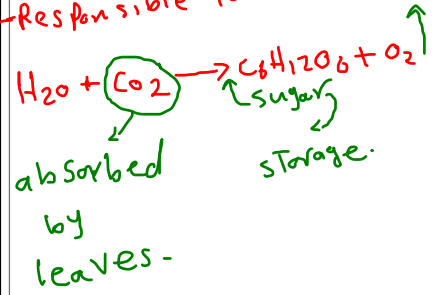 -Responsible
H2O + CO2 → C6H12O6 + O2 ↑
↑ sugar
absorbed
by
leaves-
storage.